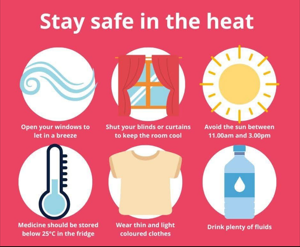 Stay safe in the heat
Open your windows to
let in a breeze
Shut your blinds or curtains
to keep the room cool
Avoid the sun between
11.00am and 3.00pm
Medicine should be stored
below 25°C in the fridge
Wear thin and light
coloured clothes
Drink plenty of fluids